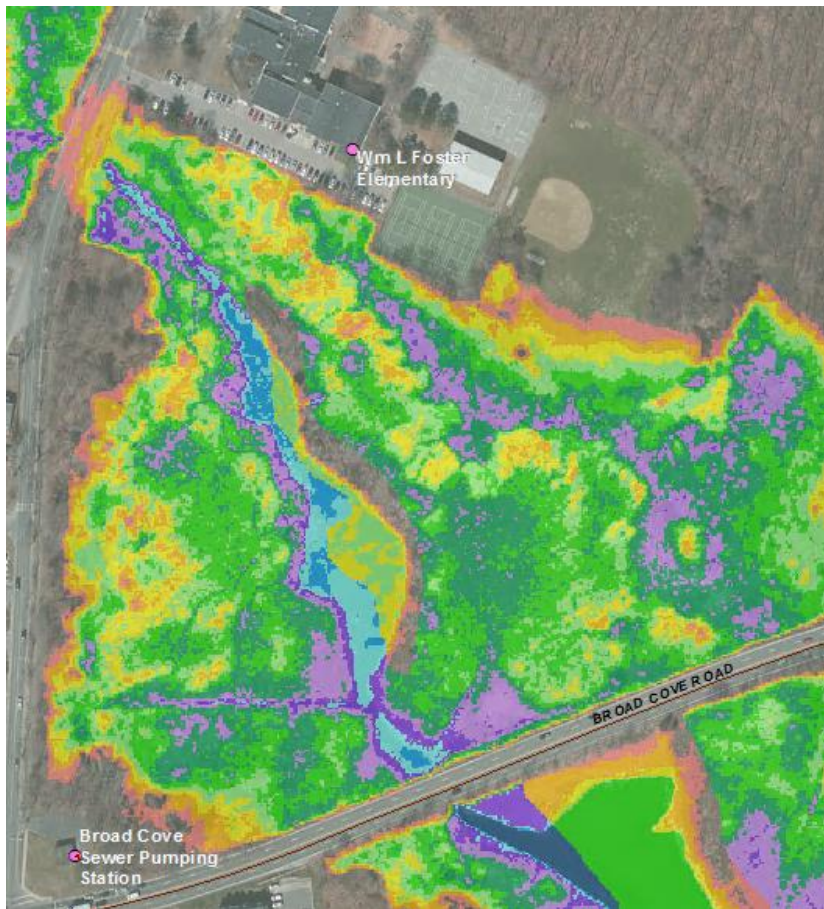 Wm L Foster
Elementary
BROAD COVE ROAD
Broad Cove
Sewer Pumping
Station